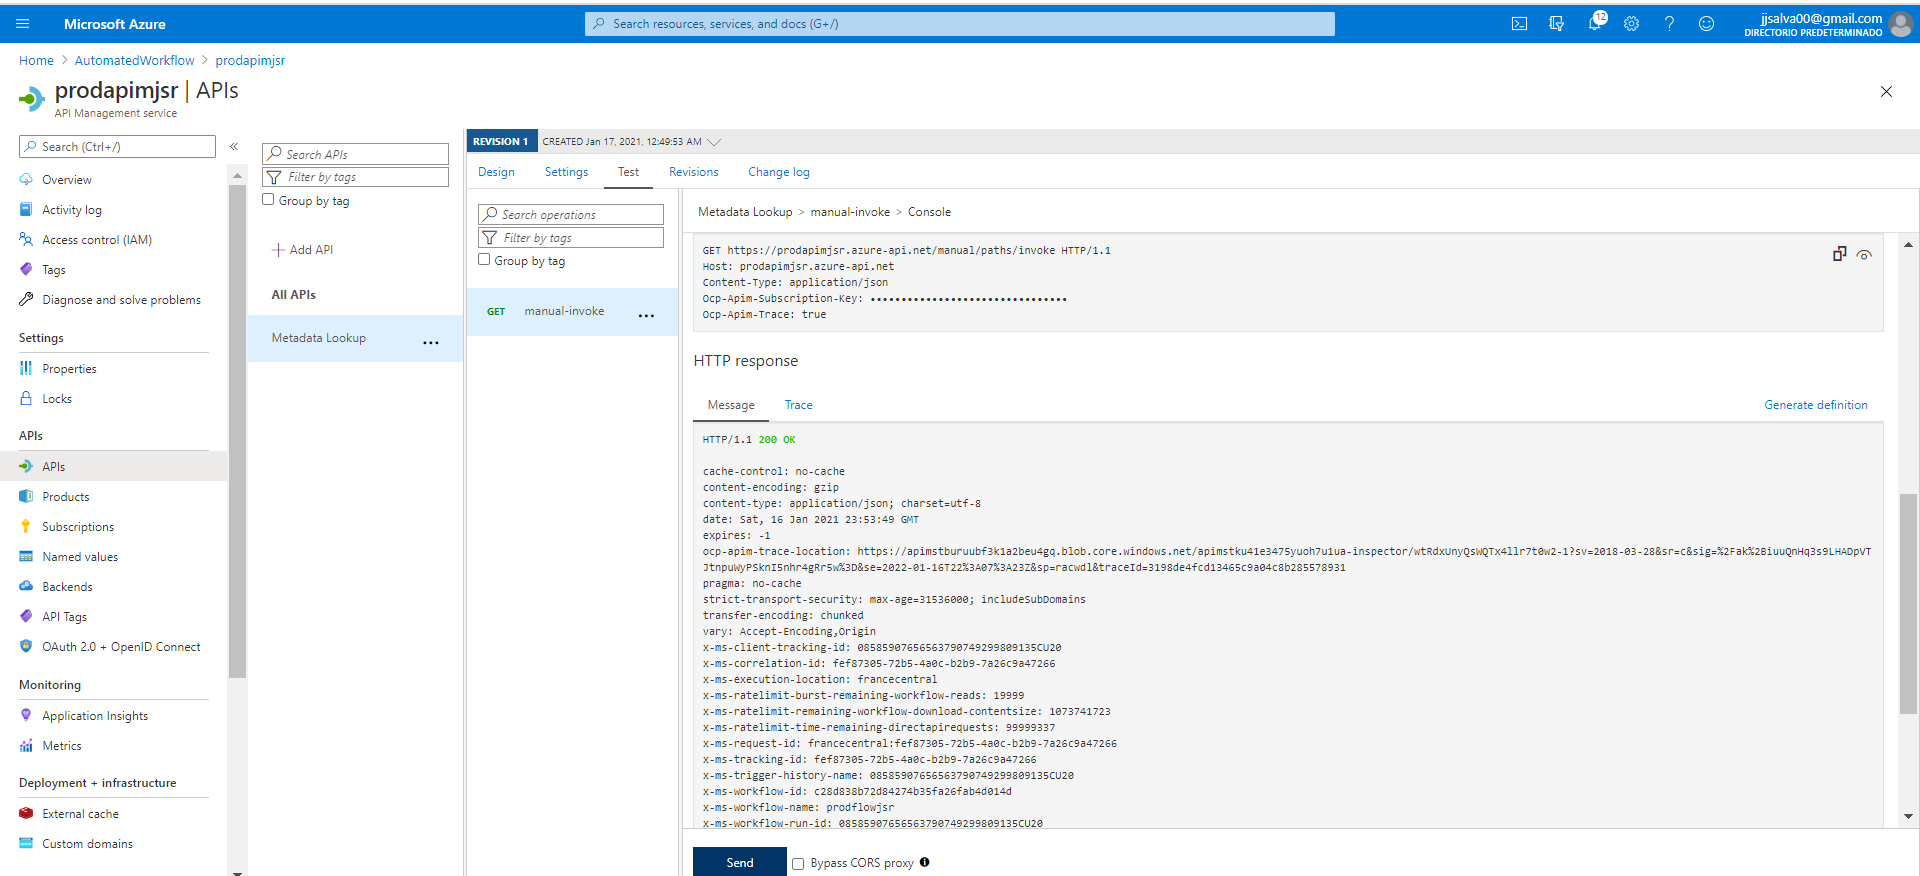 Microsoft Azure
Search resources, services, and docs (G+/)
12
jjsalva00@gmail.com
DIRECTORIO PREDETERMINADO
Home > AutomatedWorkflow > prodapimjsr
prodapimjsr | APIs
API Management service
Search (Ctrl+/)
Overview
Activity log
Access control (IAM)
Tags
Diagnose and solve problems
Settings
Properties
Locks
APIs
APIs
Products
Subscriptions
Named values
Backends
API Tags
OAuth 2.0 + OpenID Connect
Monitoring
Application Insights
Metrics
Deployment + infrastructure
External cache
Custom domains
Search APIs
Filter by tags
Group by tag
Add API
All APIs
Metadata Lookup ...
REVISION 1 CREATED Jan 17, 2021, 12:49:53 AM
Design Settings Test Revisions Change log
Search operations
Filter by tags
Group by tag
GET manual-invoke ...
Metadata Lookup > manual-invoke > Console
GET https://prodapimjsr.azure-api.net/manual/paths/invoke HTTP/1.1
Host: prodapimjsr.azure-api.net
Content-Type: application/json
Ocp-Apim-Subscription-Key: ••••••••••••••••••••••••••••••••
Ocp-Apim-Trace: true
HTTP response
Message Trace
Generate definition
HTTP/1.1 200 OK
cache-control: no-cache
content-encoding: gzip
content-type: application/json; charset=utf-8
date: Sat, 16 Jan 2021 23:53:49 GMT
expires: -1
ocp-apim-trace-location: https://apimstburuubf3k1a2beu4gq.blob.core.windows.net/apimstku41e3475yuoh7u1ua-inspector/wtRdxUnyQsWQTx4llr7t0w2-1?sv=2018-03-28&sr=c&sig=%2Fak%2BiuuQnHq3s9LHADpVT
JtnpuWyPSknI5nhr4gRr5w%3D&se=2022-01-16T22%3A07%3A23Z&sp=racwdl&traceId=3198de4fcd13465c9a04c8b285578931
pragma: no-cache
strict-transport-security: max-age=31536000; includeSubDomains
transfer-encoding: chunked
vary: Accept-Encoding,Origin
x-ms-client-tracking-id: 08585907656563790749299809135CU20
x-ms-correlation-id: fef87305-72b5-4a0c-b2b9-7a26c9a47266
x-ms-execution-location: francecentral
x-ms-ratelimit-burst-remaining-workflow-reads: 19999
x-ms-ratelimit-remaining-workflow-download-contentsize: 1073741723
x-ms-ratelimit-time-remaining-directapirequests: 99999337
x-ms-request-id: francecentral:fef87305-72b5-4a0c-b2b9-7a26c9a47266
x-ms-tracking-id: fef87305-72b5-4a0c-b2b9-7a26c9a47266
x-ms-trigger-history-name: 08585907656563790749299809135CU20
x-ms-workflow-id: c28d838b72d84274b35fa26fab4d014d
x-ms-workflow-name: prodflowjsr
x-ms-workflow-run-id: 08585907656563790749299809135CU20
Send
Bypass CORS proxy